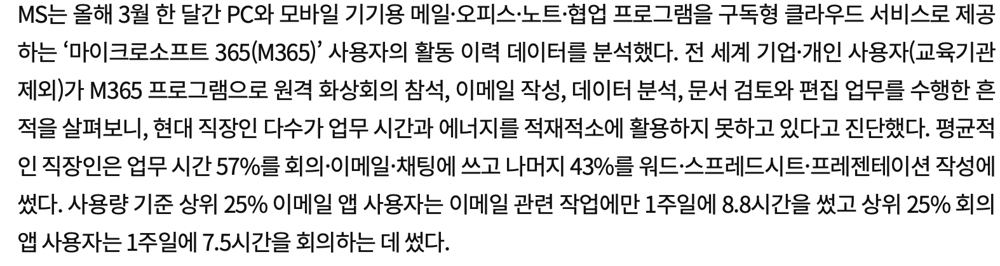 MS는 올해 3월 한 달간 PC와 모바일 기기용 메일·오피스·노트·협업 프로그램을 구독형 클라우드 서비스로 제공
하는 ‘마이크로소프트 365(M365)’ 사용자의 활동 이력 데이터를 분석했다. 전 세계 기업·개인 사용자(교육기관
제외)가 M365 프로그램으로 원격 화상회의 참석, 이메일 작성, 데이터 분석, 문서 검토와 편집 업무를 수행한 흔
적을 살펴보니, 현대 직장인 다수가 업무 시간과 에너지를 적재적소에 활용하지 못하고 있다고 진단했다. 평균적
인 직장인은 업무 시간 57%를 회의·이메일·채팅에 쓰고 나머지 43%를 워드·스프레드시트·프레젠테이션 작성에
썼다. 사용량 기준 상위 25% 이메일 앱 사용자는 이메일 관련 작업에만 1주일에 8.8시간을 썼고 상위 25% 회의
앱 사용자는 1주일에 7.5시간을 회의하는 데 썼다.